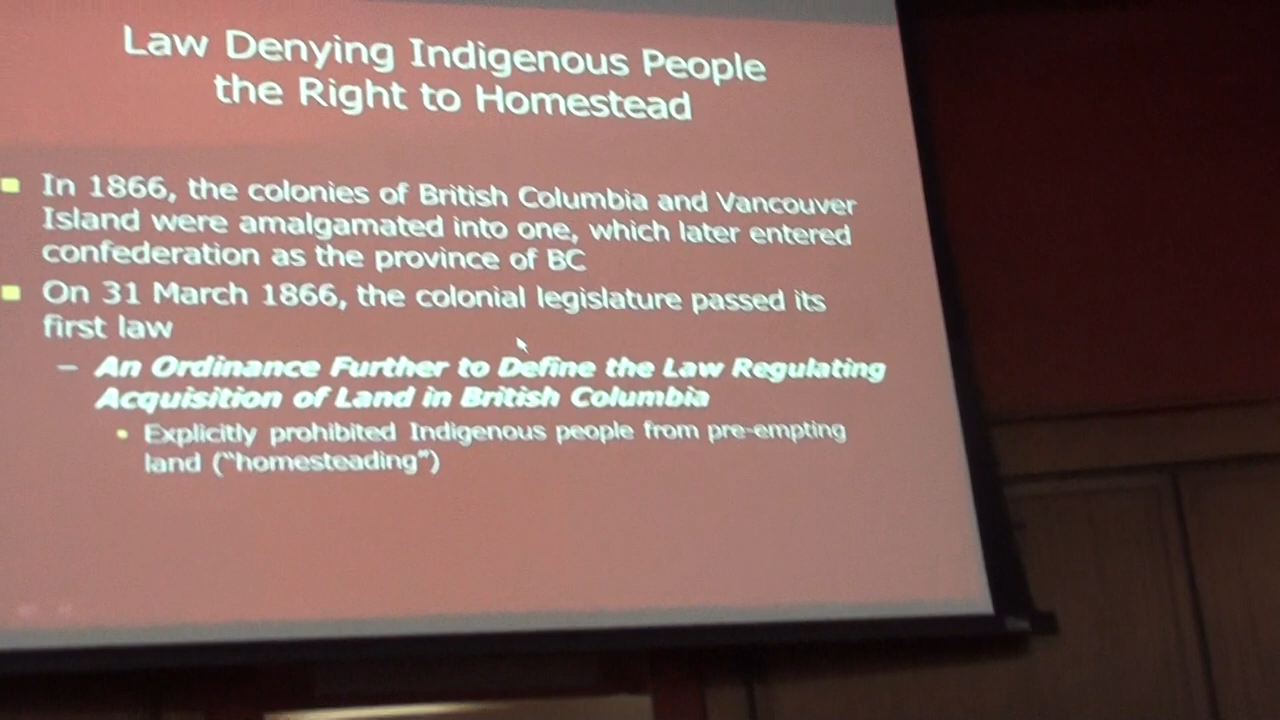 Law Denying Indigenous People
the Right to Homestead
In 1866, the colonies of British Columbia and Vancouver
Island were amalgamated into one, which later entered
confederation as the province of BC
On 31 March 1866, the colonial legislature passed its
first law
– An Ordinance Further to Define the Law Regulating
Acquisition of Land in British Columbia
• Explicitly prohibited Indigenous people from pre-empting
land (“homesteading”)